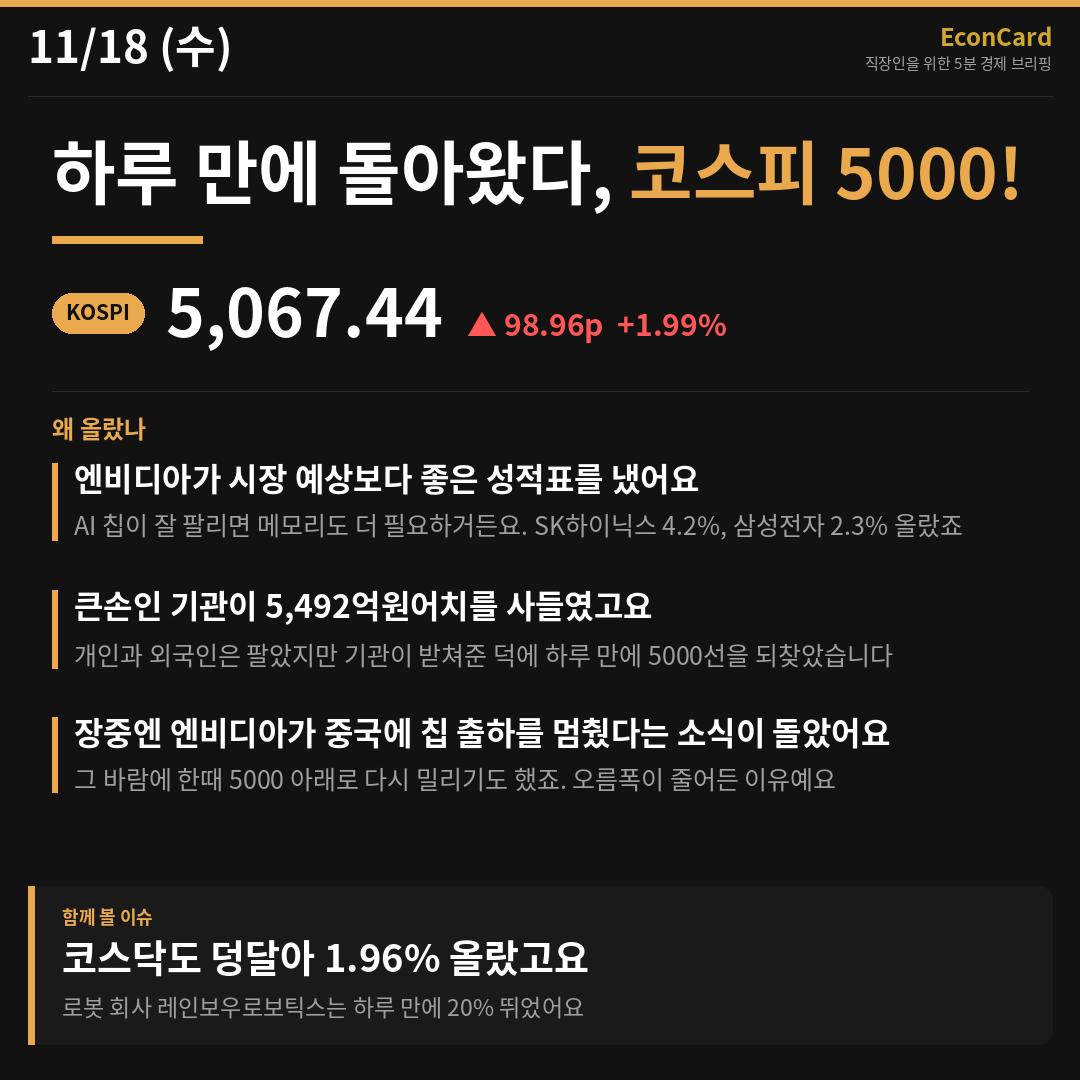 11/18 (수)
EconCard
직장인을 위한 5분 경제 브리핑
하루 만에 돌아왔다, 코스피 5000!
KOSPI 5,067.44 ▲ 98.96p +1.99%
왜 올랐나
엔비디아가 시장 예상보다 좋은 성적표를 냈어요
AI 칩이 잘 팔리면 메모리도 더 필요하거든요. SK하이닉스 4.2%, 삼성전자 2.3% 올랐죠
큰손인 기관이 5,492억원어치를 사들였고요
개인과 외국인은 팔았지만 기관이 받쳐준 덕에 하루 만에 5000선을 되찾았습니다
장중엔 엔비디아가 중국에 칩 출하를 멈췄다는 소식이 돌았어요
그 바람에 한때 5000 아래로 다시 밀리기도 했죠. 오름폭이 줄어든 이유예요
함께 볼 이슈
코스닥도 덩달아 1.96% 올랐고요
로봇 회사 레인보우로보틱스는 하루 만에 20% 뛰었어요